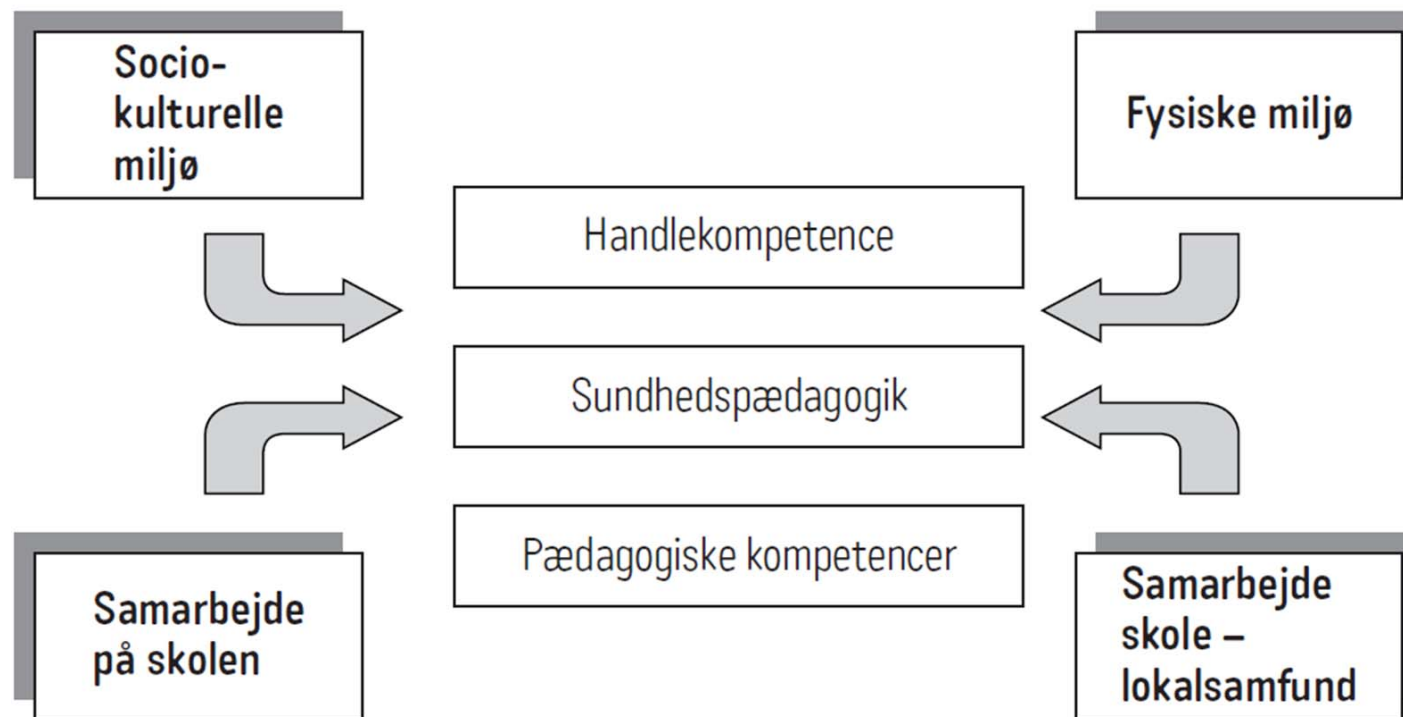 Socio-
kulturelle
miljø
Fysiske miljø
Handlekompetence
Sundhedspædagogik
Pædagogiske kompetencer
Samarbejde
på skolen
Samarbejde
skole –
lokalsamfund